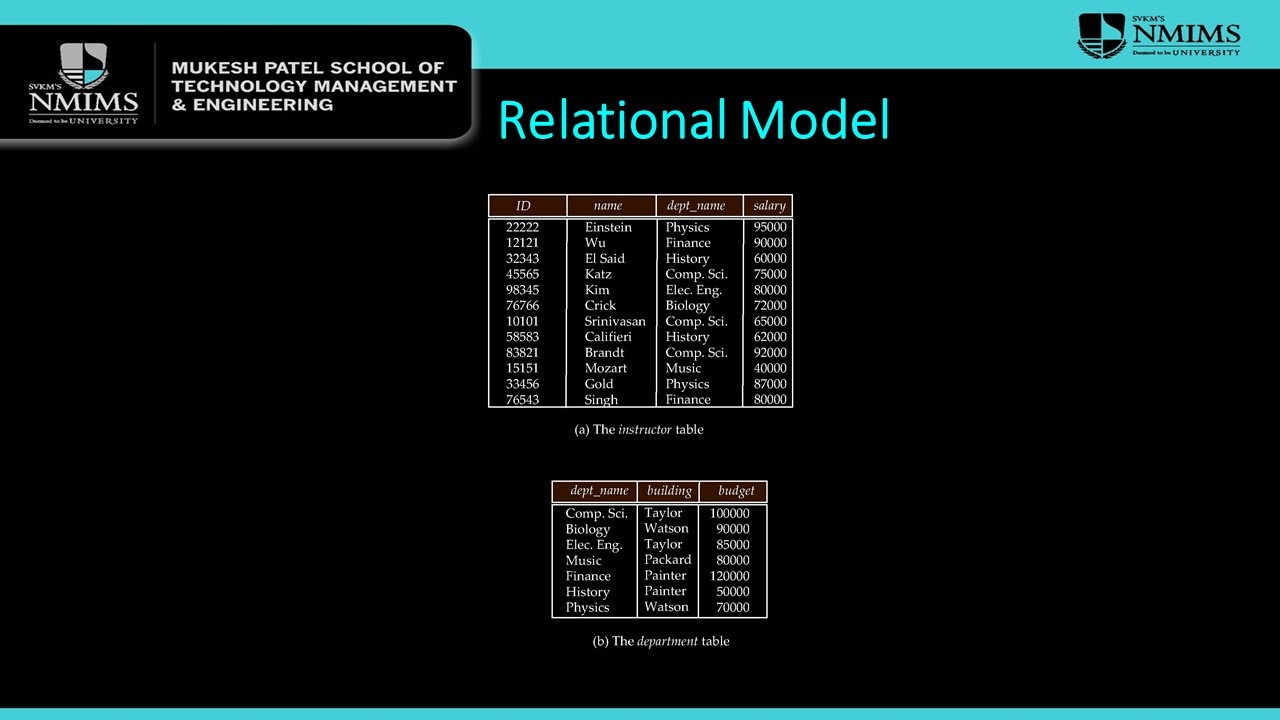 SVKM'S
NMIMS
Deemed to be UNIVERSITY
MUKESH PATEL SCHOOL OF
TECHNOLOGY MANAGEMENT
& ENGINEERING
SVKM'S
NMIMS
Deemed to be UNIVERSITY
Relational Model
ID name dept_name salary
22222 Einstein Physics 95000
12121 Wu Finance 90000
32343 El Said History 60000
45565 Katz Comp. Sci. 75000
98345 Kim Elec. Eng. 80000
76766 Crick Biology 72000
10101 Srinivasan Comp. Sci. 65000
58583 Califieri History 62000
83821 Brandt Comp. Sci. 92000
15151 Mozart Music 40000
33456 Gold Physics 87000
76543 Singh Finance 80000
(a) The instructor table
dept_name building budget
Comp. Sci. Taylor 100000
Biology Watson 90000
Elec. Eng. Taylor 85000
Music Packard 80000
Finance Painter 120000
History Painter 50000
Physics Watson 70000
(b) The department table